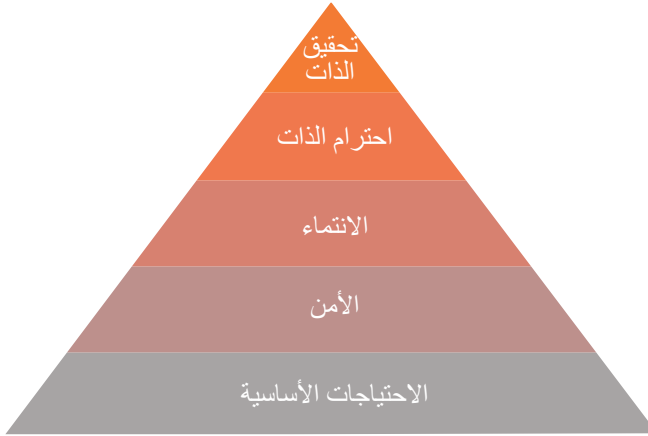 تحقيق
الذات
احترام الذات
الانتماء
الأمن
الاحتياجات الأساسية